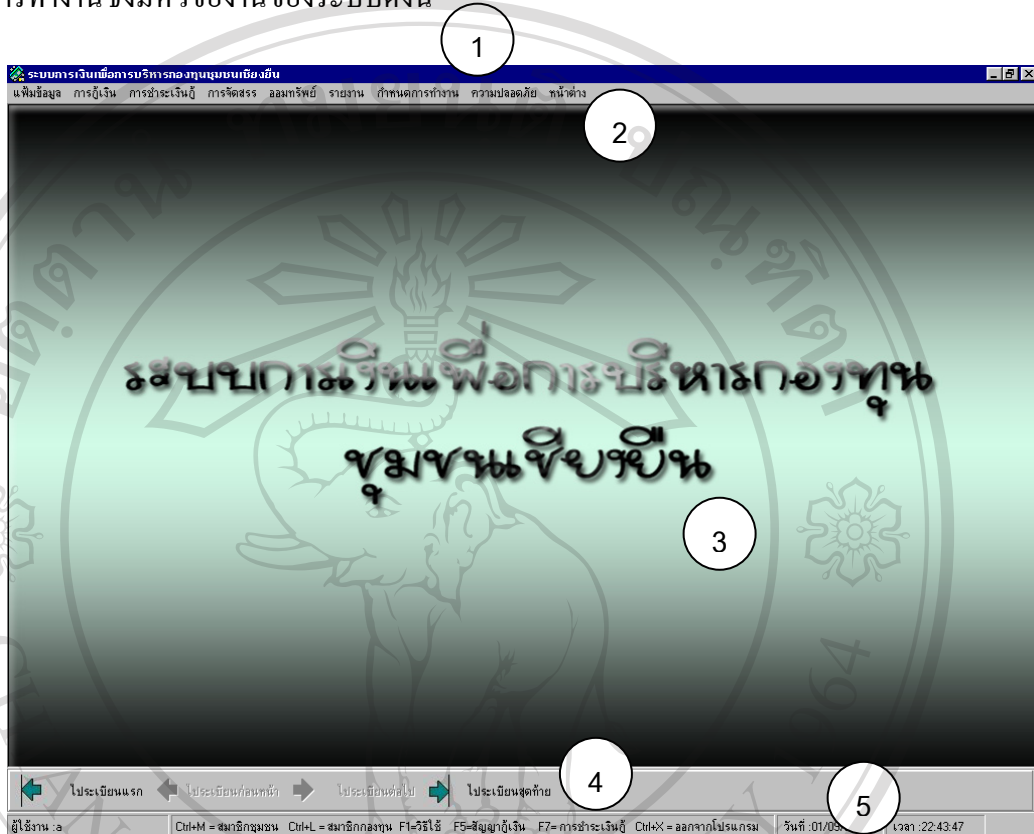 1
ระบบการเงินเพื่อการบริหารกองทุนชุมชนเชียงยืน
แฟ้มข้อมูล การกู้เงิน การชำระเงินกู้ การจัดสรร ออมทรัพย์ รายงาน กำหนดการทำงาน ความปลอดภัย หน้าต่าง
2
ระบบการเงินเพื่อการบริหารกองทุน
ชุมชนเชียงยืน
3
4
ไประเบียนแรก ไประเบียนก่อนหน้า ไประเบียนต่อไป ไประเบียนสุดท้าย
5
ผู้ใช้งาน :a Ctrl+M = สมาชิกชุมชน Ctrl+L = สมาชิกกองทุน F1=วิธีใช้ F5=สัญญากู้เงิน F7= การชำระเงินกู้ Ctrl+X = ออกจากโปรแกรม วันที่ :01/ เวลา :22:43:47
1964